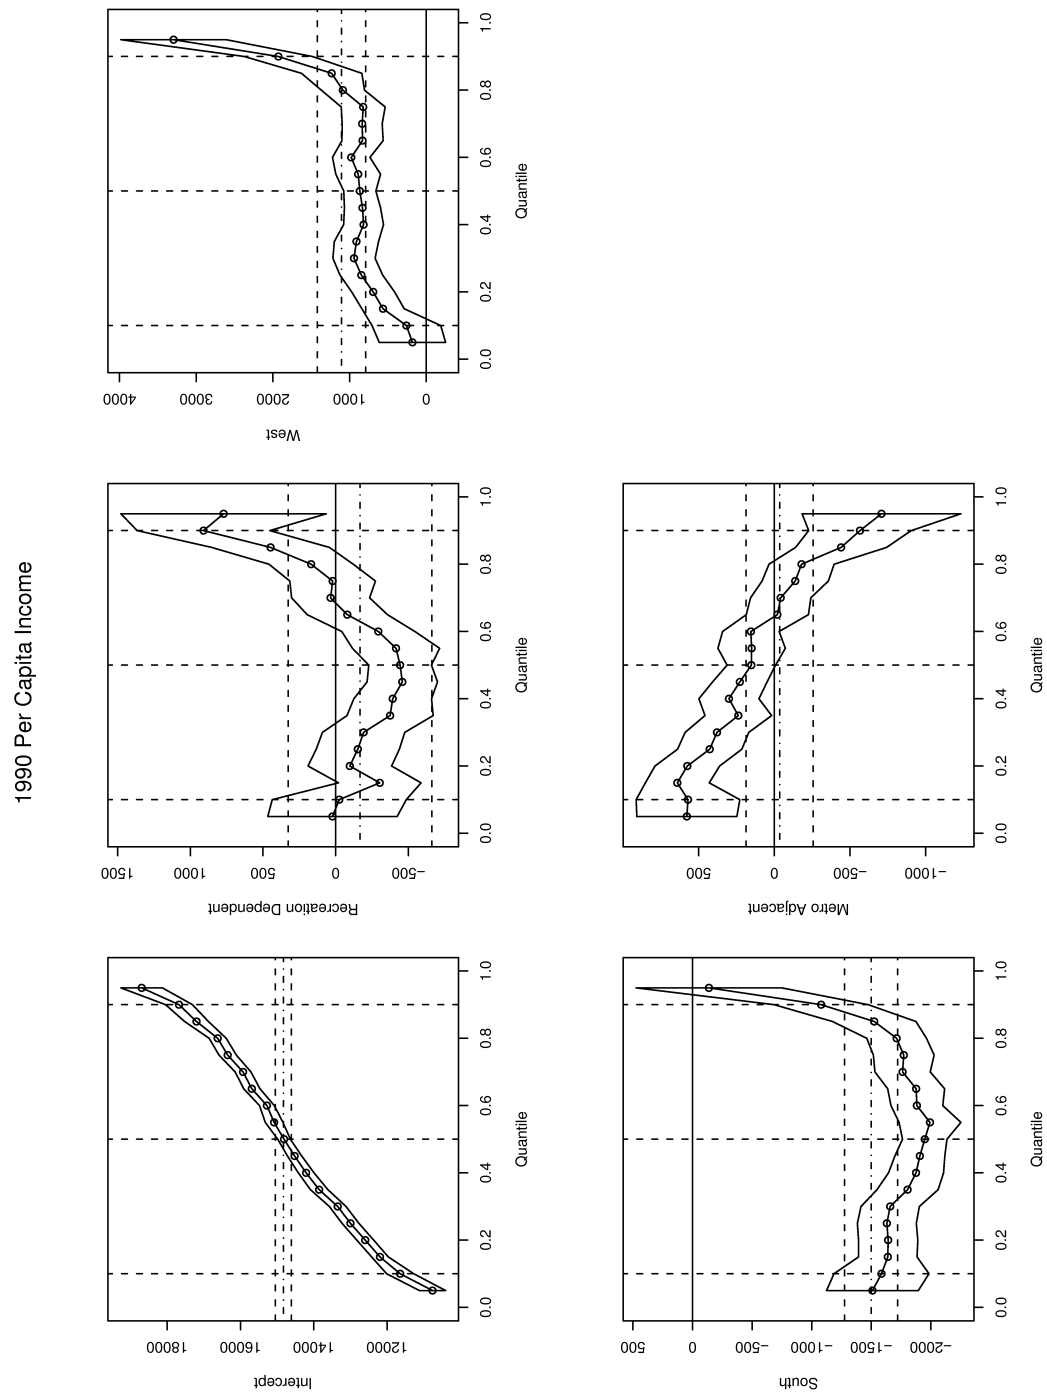 1990 Per Capita Income
Intercept
12000 14000 16000 18000
0.0 0.2 0.4 0.6 0.8 1.0
Quantile
Recreation Dependent
−500 0 500 1000 1500
0.0 0.2 0.4 0.6 0.8 1.0
Quantile
West
0 1000 2000 3000 4000
0.0 0.2 0.4 0.6 0.8 1.0
Quantile
South
−2000 −1500 −1000 −500 0 500
0.0 0.2 0.4 0.6 0.8 1.0
Quantile
Metro Adjacent
−1000 −500 0 500
0.0 0.2 0.4 0.6 0.8 1.0
Quantile